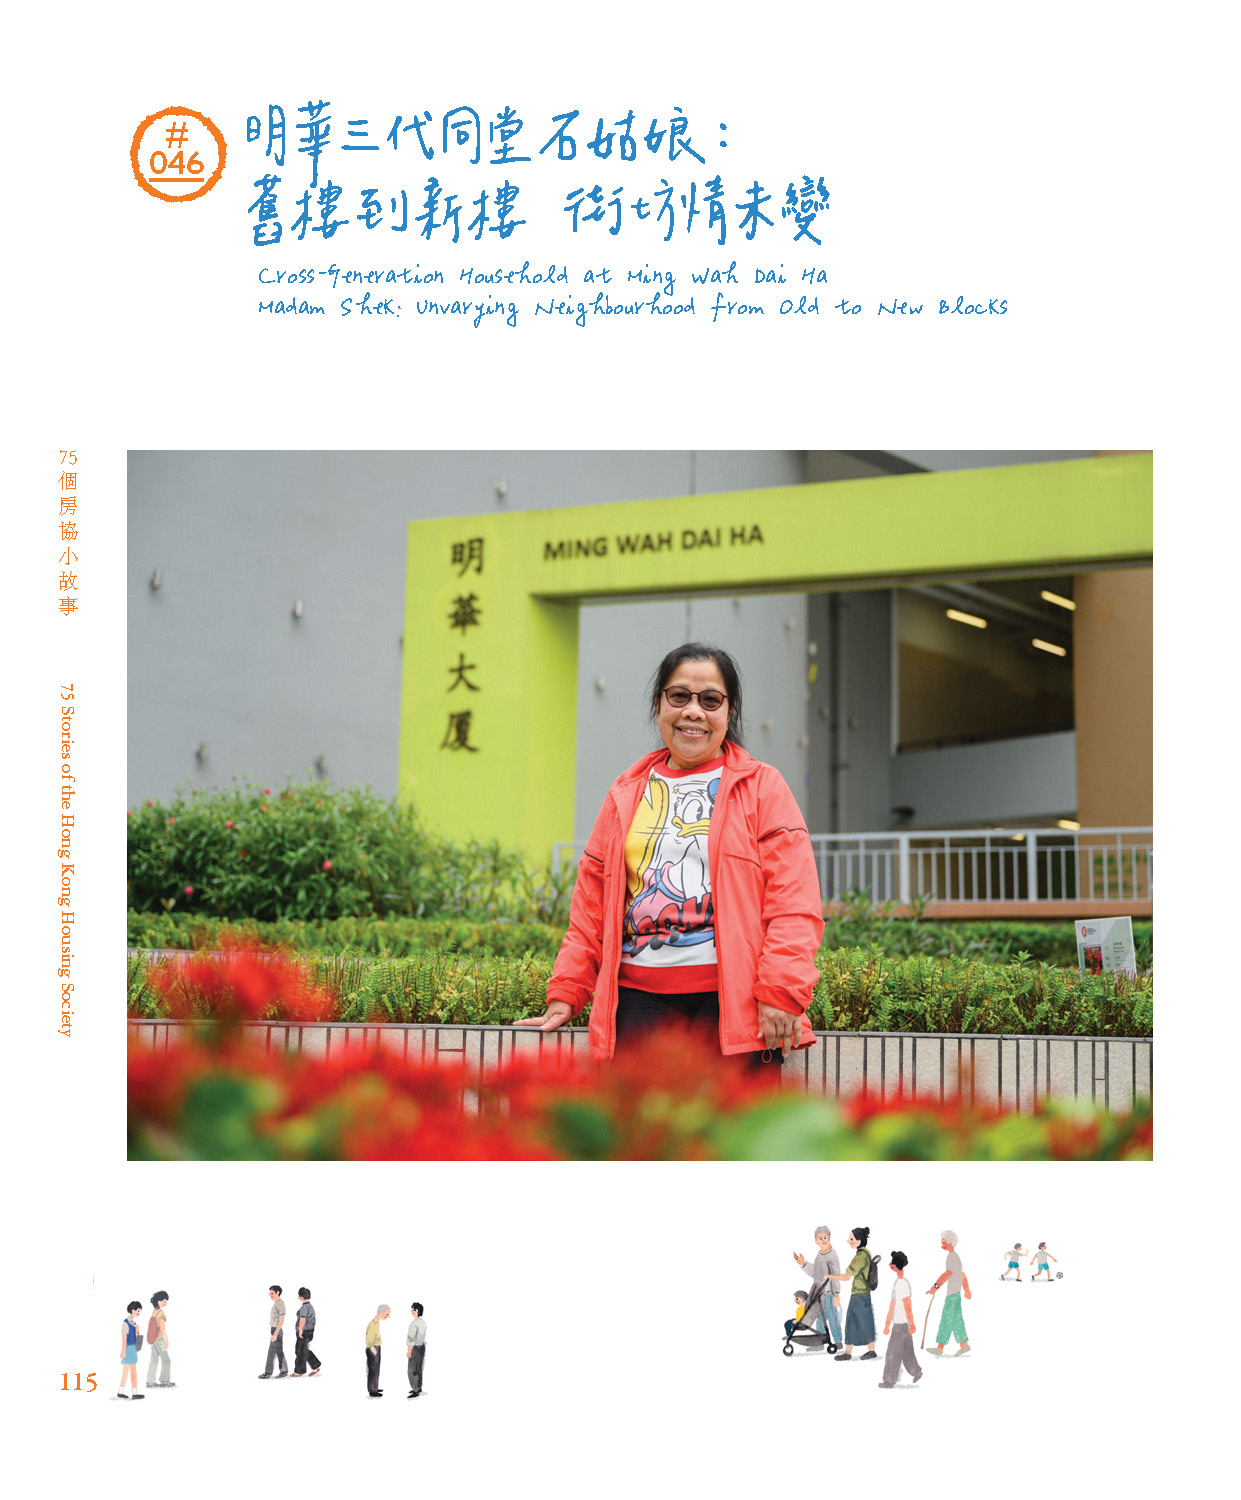 #
046
明華三代同堂石姑娘：
舊樓到新樓 街坊情未變
Cross-Generation Household at Ming Wah Dai Ha
Madam Shek: Unvarying Neighbourhood from Old to New Blocks
75個房協小故事
75 Stories of the Hong Kong Housing Society
明華大廈
MING WAH DAI HA
115